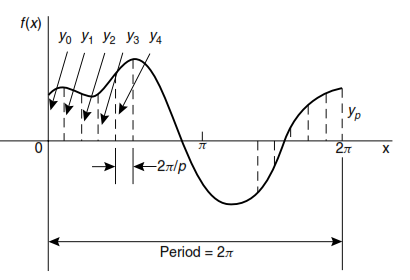 f(x)
y0 y1 y2 y3 y4
yp
0 π 2π x
2π/p
Period = 2π